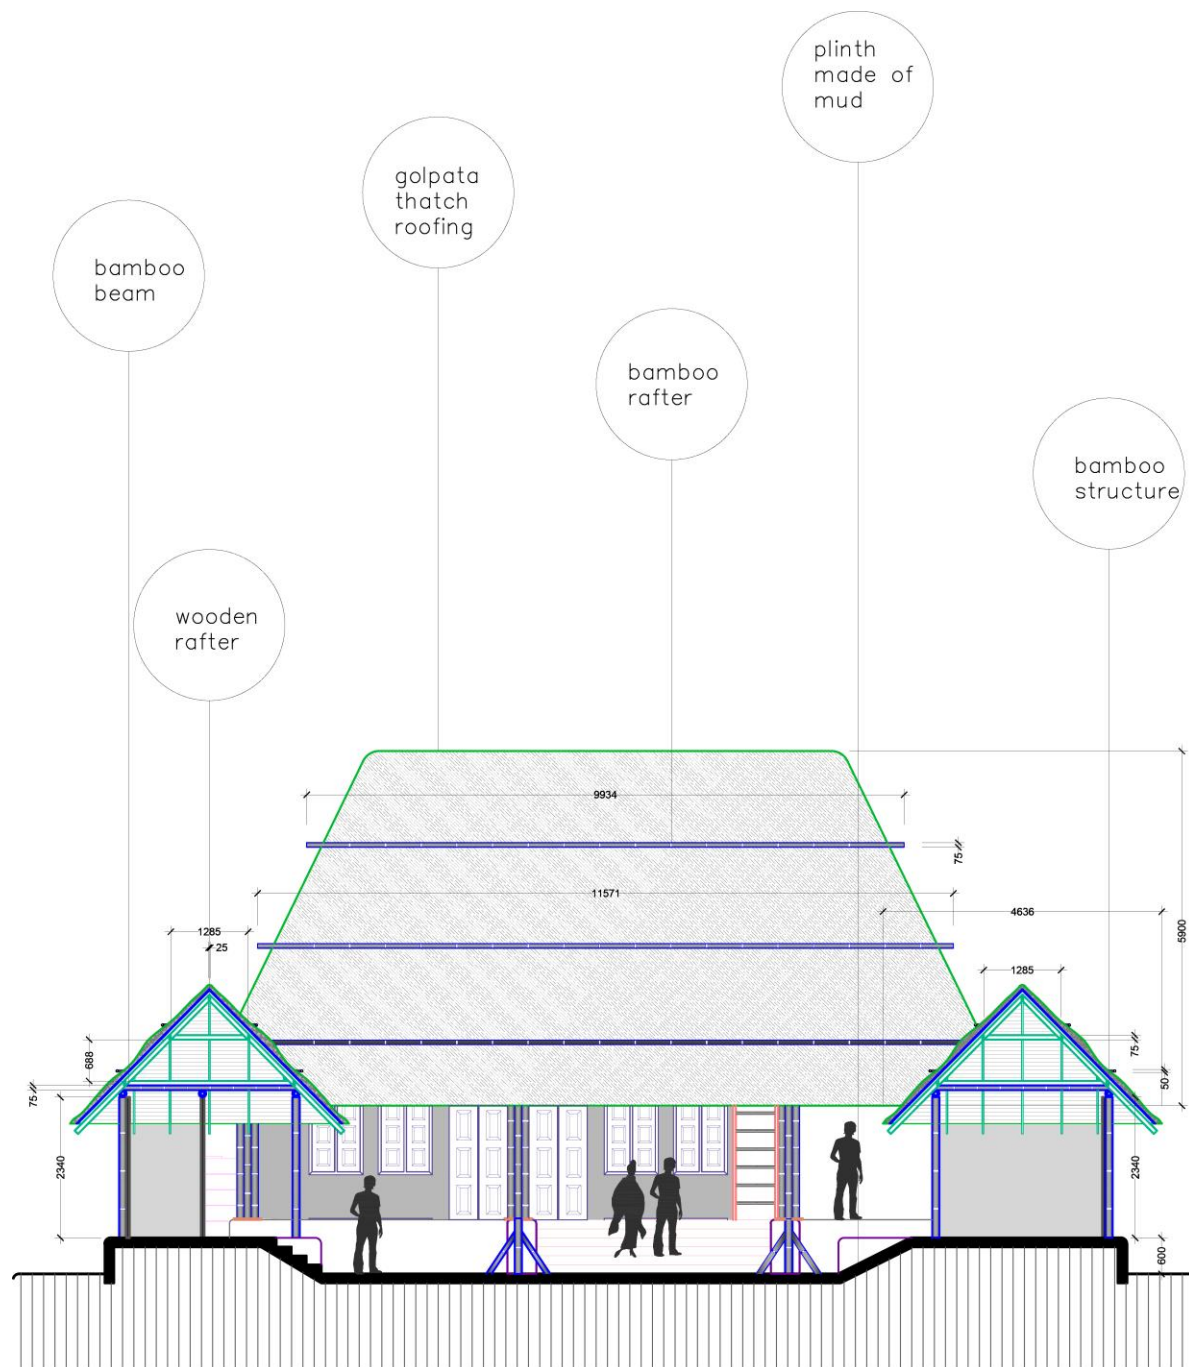 plinth
made of
mud
golpata
thatch
roofing
bamboo
beam
bamboo
rafter
bamboo
structure
wooden
rafter
9934
75
11571
4636
5900
1285
25
1285
688
75
75
50
2340
2340
600